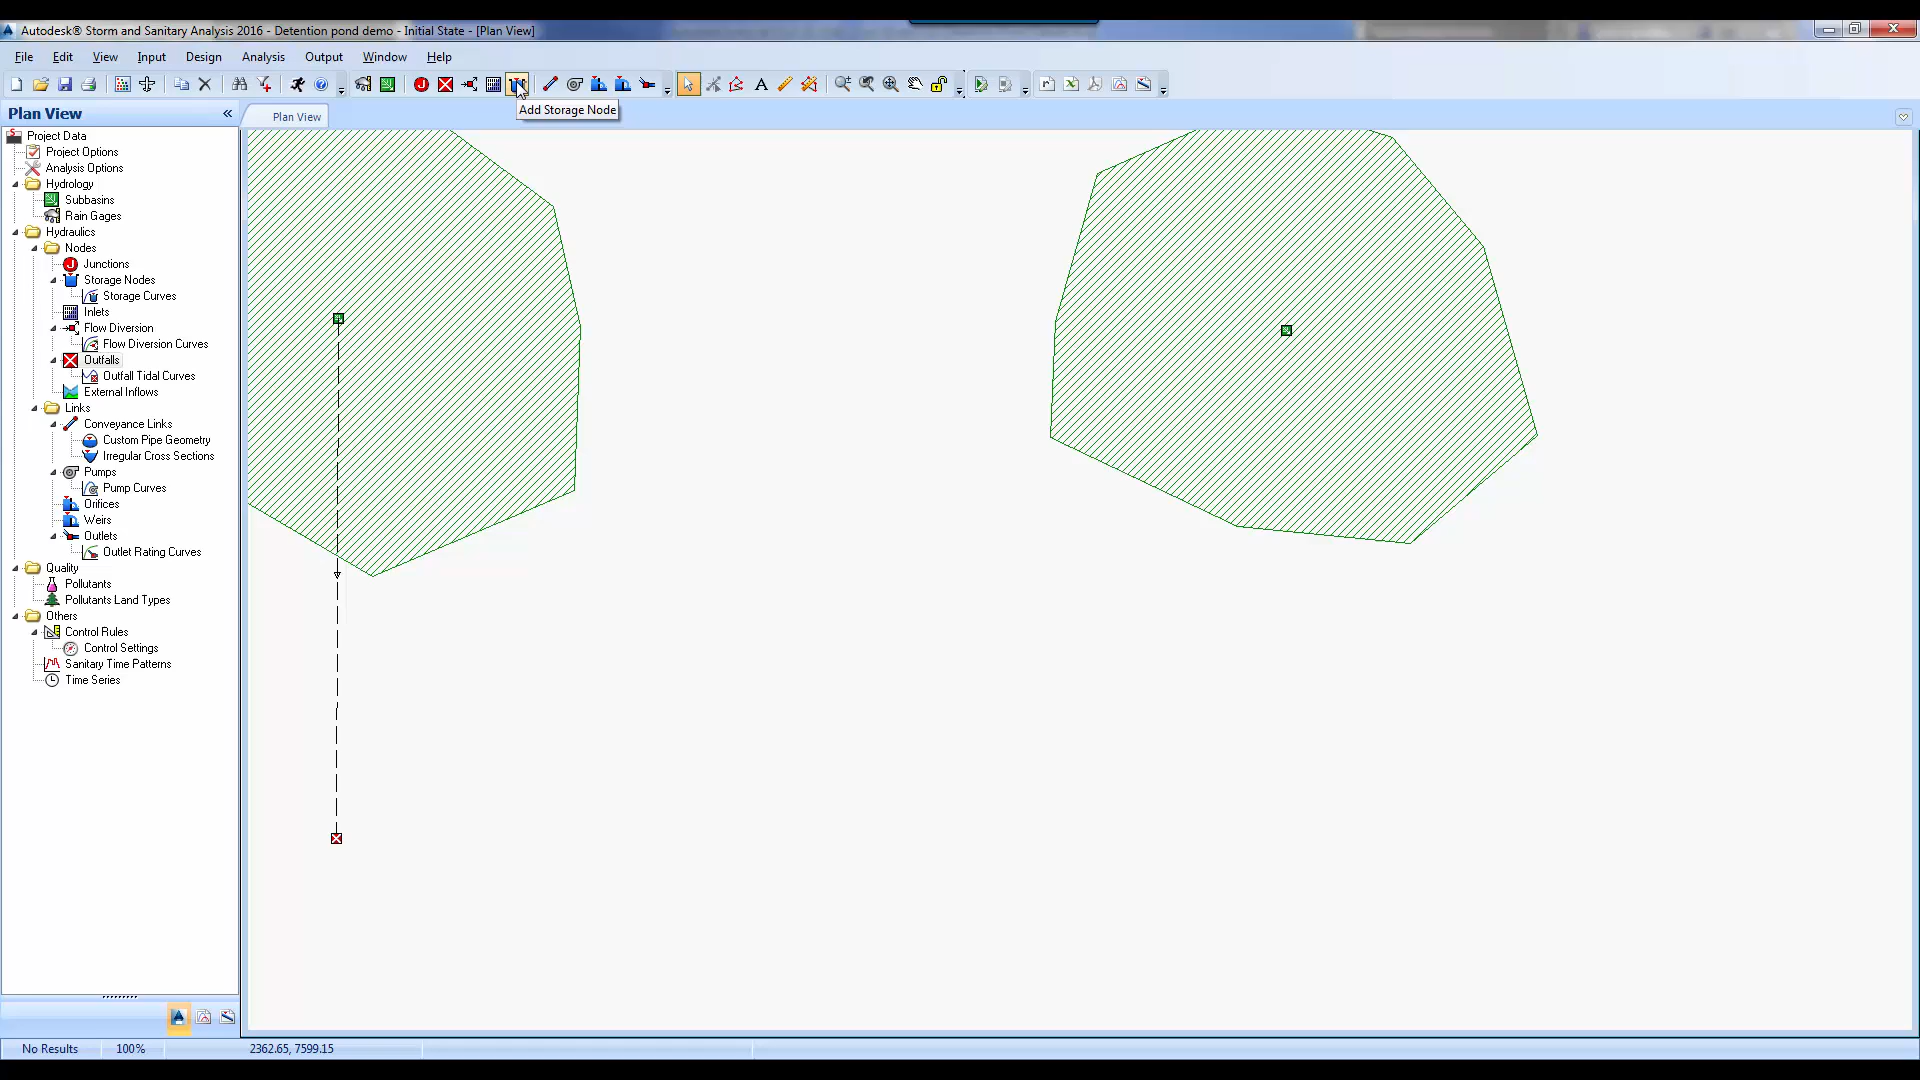 Autodesk® Storm and Sanitary Analysis 2016 - Detention pond demo - Initial State - [Plan View]
File Edit View Input Design Analysis Output Window Help
Add Storage Node
Plan View
Plan View
Project Data
Project Options
Analysis Options
Hydrology
Subbasins
Rain Gages
Hydraulics
Nodes
Junctions
Storage Nodes
Storage Curves
Inlets
Flow Diversion
Flow Diversion Curves
Outfalls
Outfall Tidal Curves
External Inflows
Links
Conveyance Links
Custom Pipe Geometry
Irregular Cross Sections
Pumps
Pump Curves
Orifices
Weirs
Outlets
Outlet Rating Curves
Quality
Pollutants
Pollutants Land Types
Others
Control Rules
Control Settings
Sanitary Time Patterns
Time Series
No Results 100% 2362.65, 7599.15